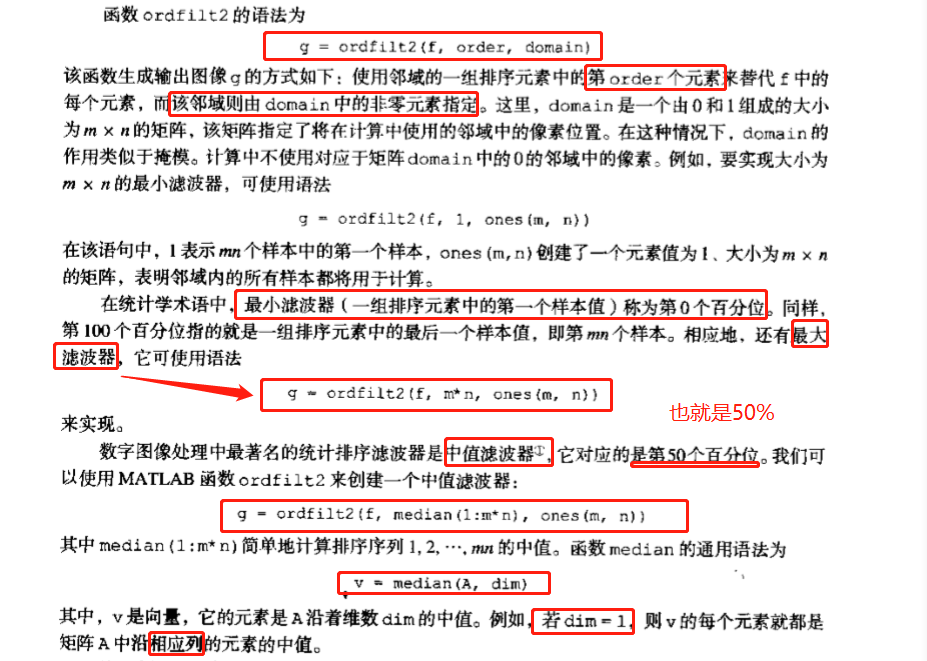 函数 ordfilt2 的语法为
g = ordfilt2(f, order, domain)
该函数生成输出图像 g 的方式如下：使用邻域的一组排序元素中的第 order 个元素来替代 f 中的
每个元素，而该邻域则由 domain 中的非零元素指定。这里，domain 是一个由 0 和 1 组成的大小
为 m × n 的矩阵，该矩阵指定了将在计算中使用的邻域中的像素位置。在这种情况下，domain 的
作用类似于掩模。计算中不使用对应于矩阵 domain 中的 0 的邻域中的像素。例如，要实现大小为
m × n 的最小滤波器，可使用语法
g = ordfilt2(f, 1, ones(m, n))
在该语句中，1 表示 mn 个样本中的第一个样本，ones(m,n) 创建了一个元素值为 1、大小为 m × n
的矩阵，表明邻域内的所有样本都将用于计算。
在统计学术语中，最小滤波器（一组排序元素中的第一个样本值）称为第 0 个百分位。同样，
第 100 个百分位指的就是一组排序元素中的最后一个样本值，即第 mn 个样本。相应地，还有最大
滤波器，它可使用语法
g = ordfilt2(f, m*n, ones(m, n))
来实现。
也就是50%
数字图像处理中最著名的统计排序滤波器是中值滤波器①，它对应的是第 50 个百分位。我们可
以使用 MATLAB 函数 ordfilt2 来创建一个中值滤波器：
g = ordfilt2(f, median(1:m*n), ones(m, n))
其中 median(1:m*n) 简单地计算排序序列 1, 2, ⋯, mn 的中值。函数 median 的通用语法为
v = median(A, dim)
其中，v 是向量，它的元素是 A 沿着维数 dim 的中值。例如，若 dim = 1，则 v 的每个元素就都是
矩阵 A 中沿相应列的元素的中值。